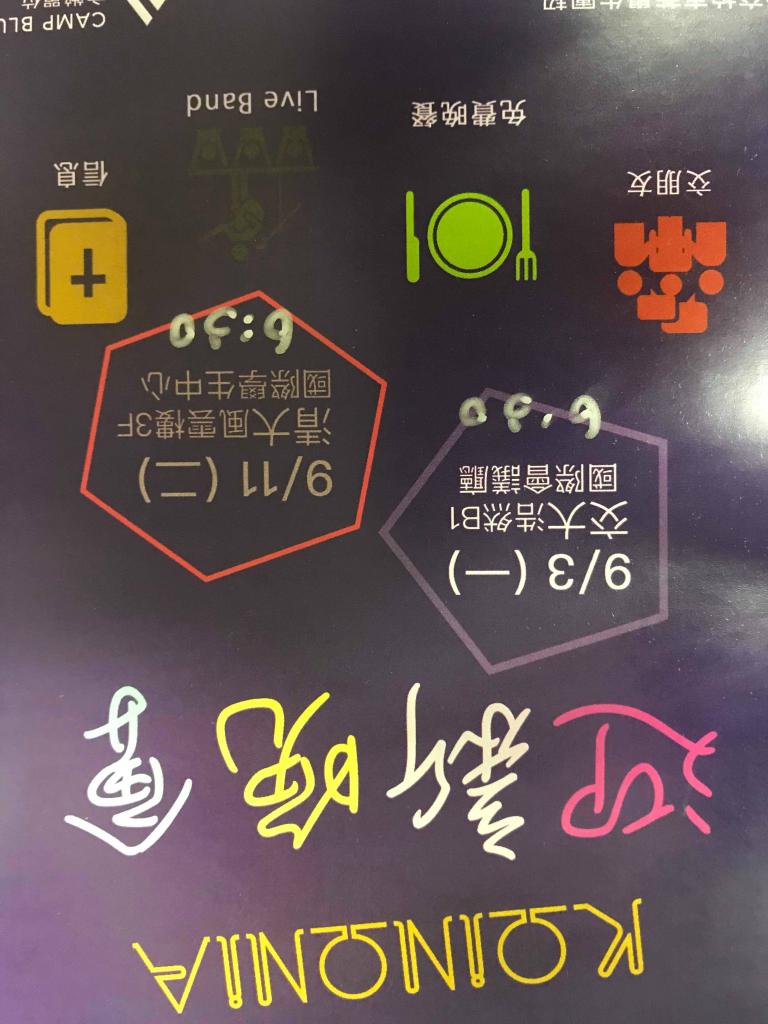 KΩiNΩNiA
迎新晚會
9/3 (一)
交大浩然B1
國際會議廳
6:30
9/11 (二)
清大風雲樓3F
國際學生中心
6:30
交朋友
免費晚餐
Live Band
信息
CAMP BLU